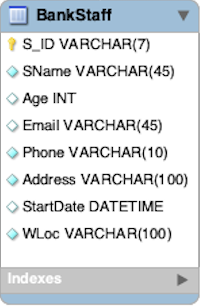 BankStaff
S_ID VARCHAR(7)
SName VARCHAR(45)
Age INT
Email VARCHAR(45)
Phone VARCHAR(10)
Address VARCHAR(100)
StartDate DATETIME
WLoc VARCHAR(100)
Indexes